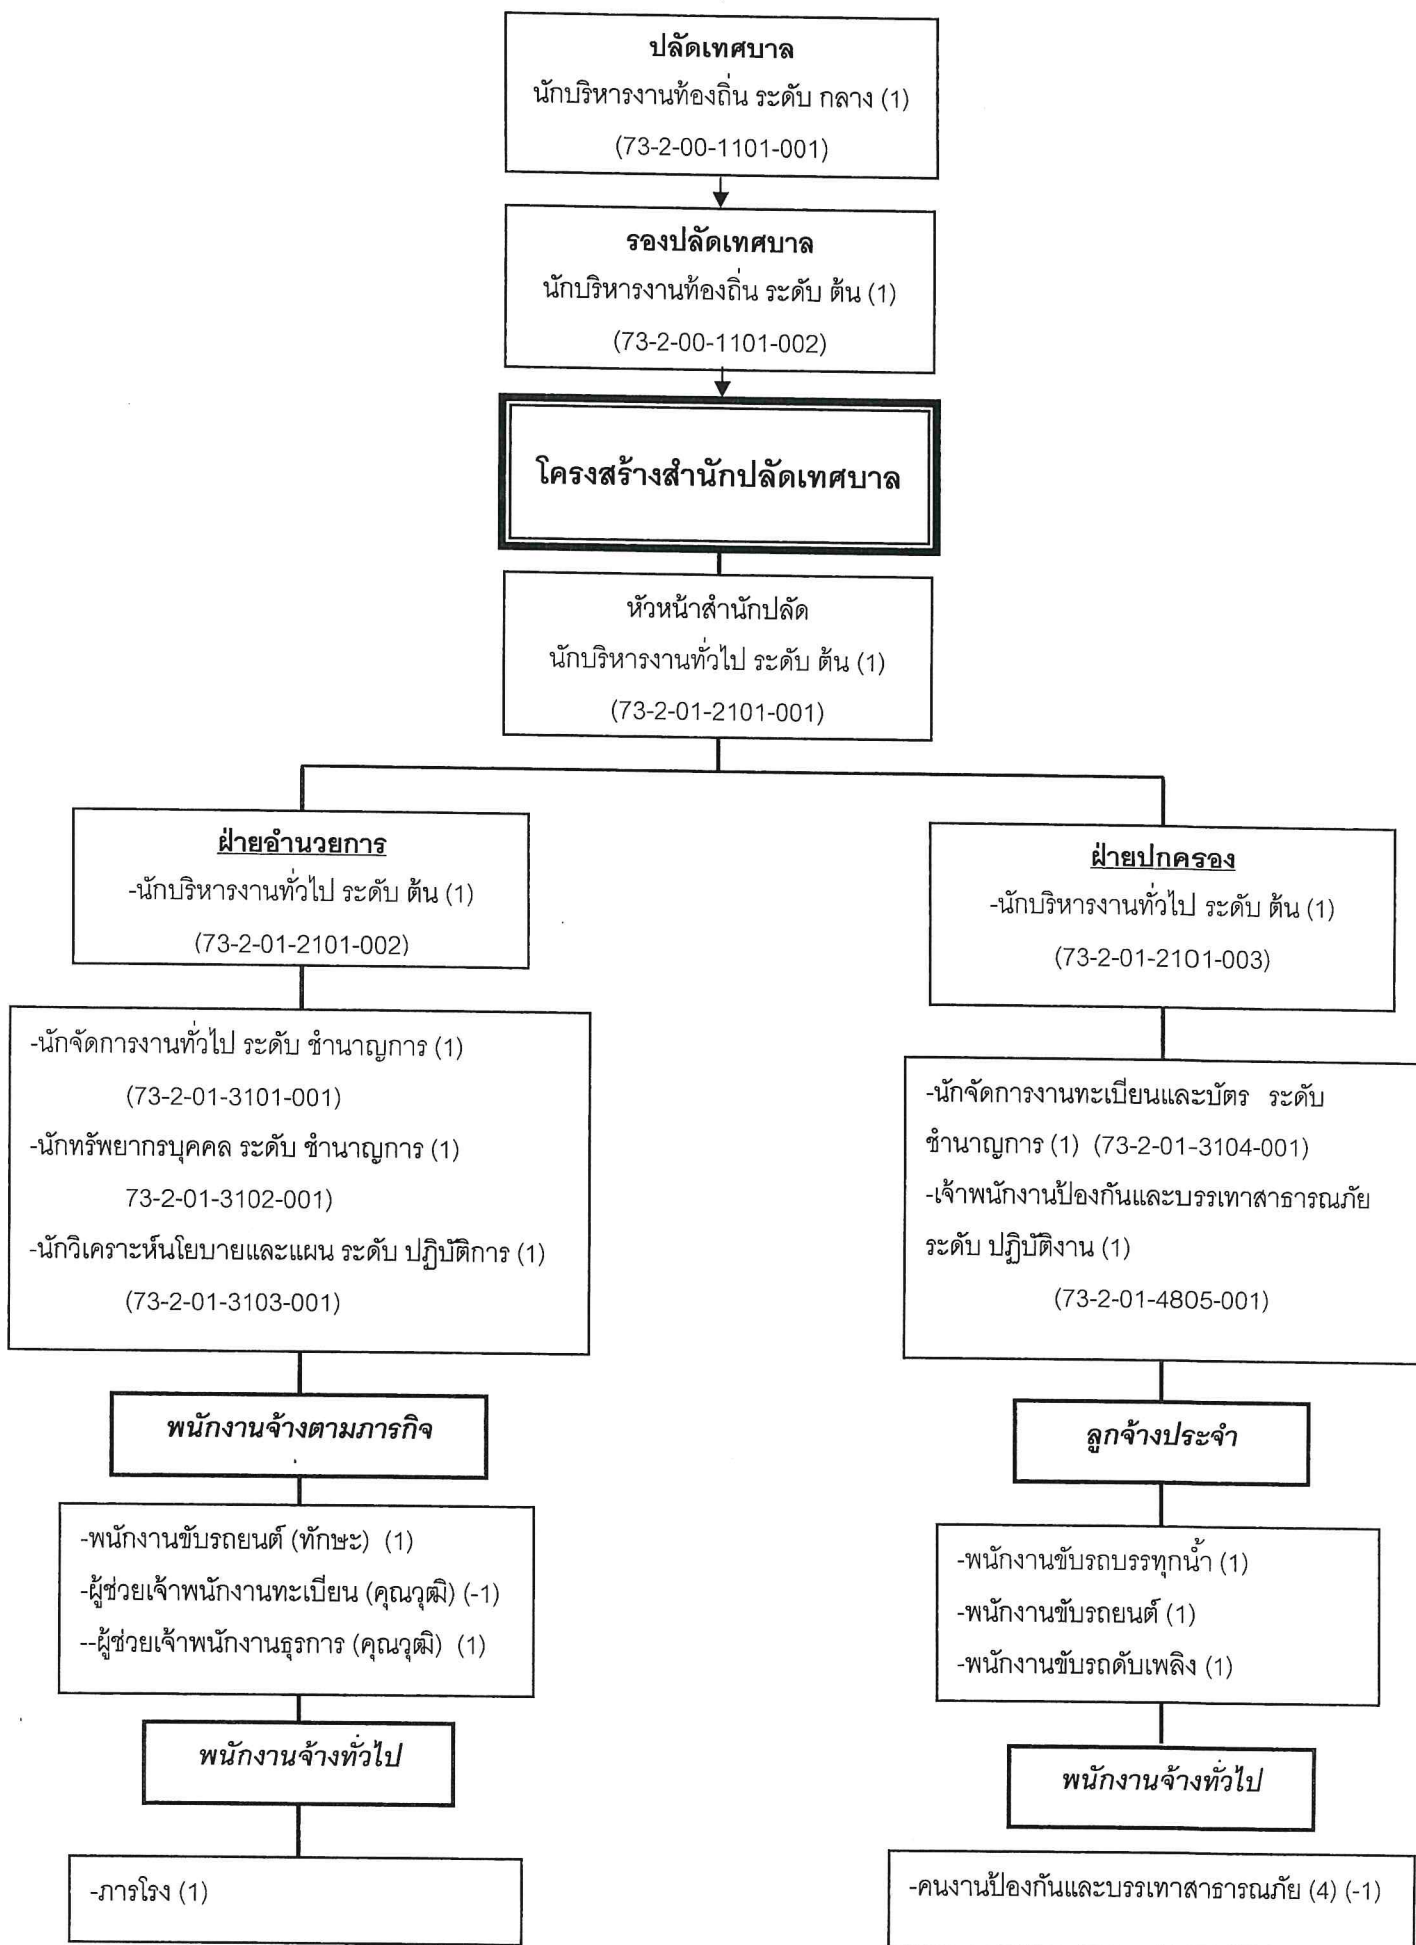 ปลัดเทศบาล
นักบริหารงานท้องถิ่น ระดับ กลาง (1)
(73-2-00-1101-001)
รองปลัดเทศบาล
นักบริหารงานท้องถิ่น ระดับ ต้น (1)
(73-2-00-1101-002)
โครงสร้างสำนักปลัดเทศบาล
หัวหน้าสำนักปลัด
นักบริหารงานทั่วไป ระดับ ต้น (1)
(73-2-01-2101-001)
ฝ่ายอำนวยการ
-นักบริหารงานทั่วไป ระดับ ต้น (1)
(73-2-01-2101-002)
-นักจัดการงานทั่วไป ระดับ ชำนาญการ (1)
(73-2-01-3101-001)
-นักทรัพยากรบุคคล ระดับ ชำนาญการ (1)
73-2-01-3102-001)
-นักวิเคราะห์นโยบายและแผน ระดับ ปฏิบัติการ (1)
(73-2-01-3103-001)
พนักงานจ้างตามภารกิจ
-พนักงานขับรถยนต์ (ทักษะ) (1)
-ผู้ช่วยเจ้าพนักงานทะเบียน (คุณวุฒิ) (-1)
--ผู้ช่วยเจ้าพนักงานธุรการ (คุณวุฒิ) (1)
พนักงานจ้างทั่วไป
-ภารโรง (1)
ฝ่ายปกครอง
-นักบริหารงานทั่วไป ระดับ ต้น (1)
(73-2-01-2101-003)
-นักจัดการงานทะเบียนและบัตร ระดับ
ชำนาญการ (1) (73-2-01-3104-001)
-เจ้าพนักงานป้องกันและบรรเทาสาธารณภัย
ระดับ ปฏิบัติงาน (1)
(73-2-01-4805-001)
ลูกจ้างประจำ
-พนักงานขับรถบรรทุกน้ำ (1)
-พนักงานขับรถยนต์ (1)
-พนักงานขับรถดับเพลิง (1)
พนักงานจ้างทั่วไป
-คนงานป้องกันและบรรเทาสาธารณภัย (4) (-1)